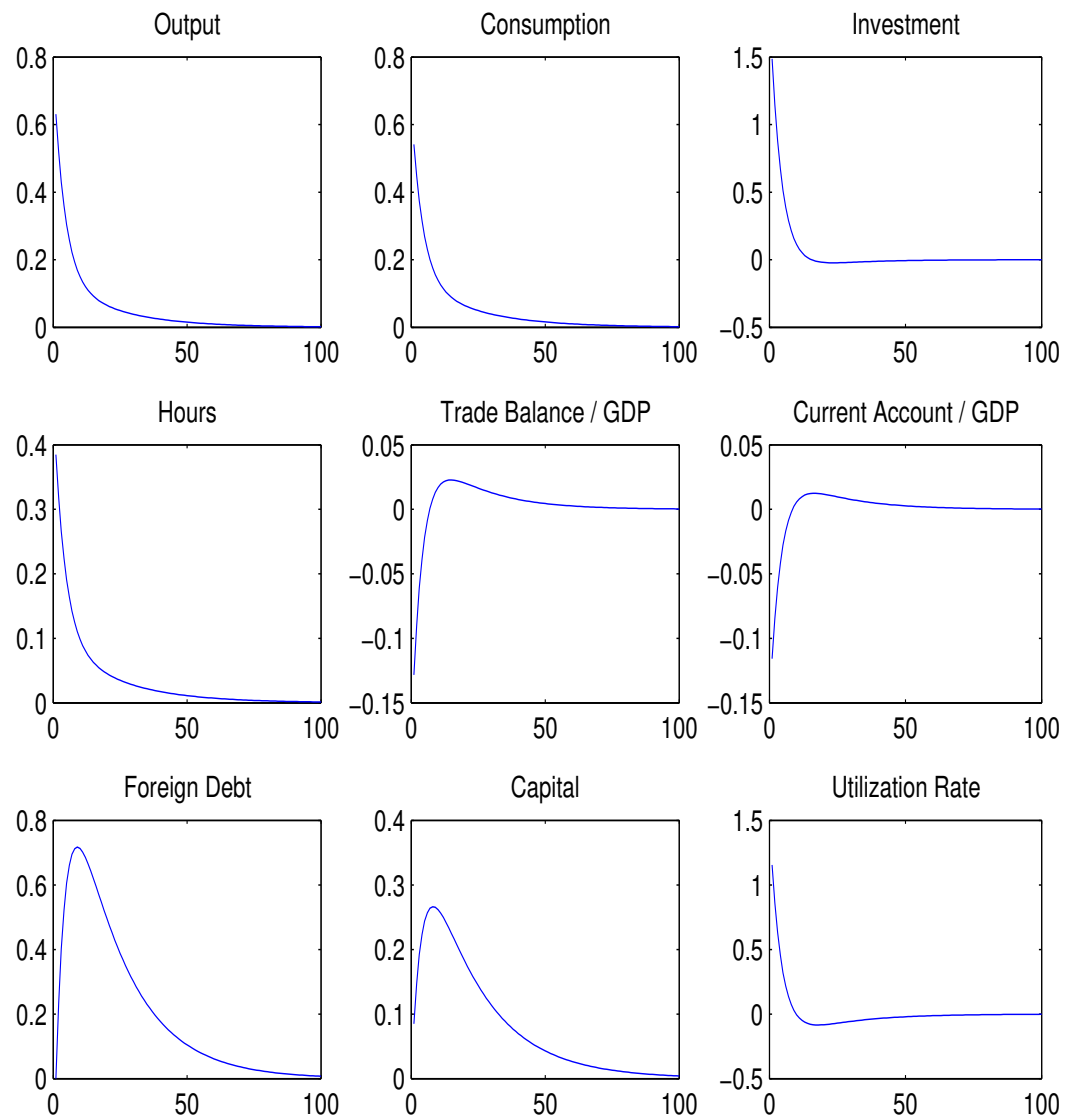 Output
0.8
0.6
0.4
0.2
0
0 50 100
Consumption
0.8
0.6
0.4
0.2
0
0 50 100
Investment
1.5
1
0.5
0
−0.5
0 50 100
Hours
0.4
0.3
0.2
0.1
0
0 50 100
Trade Balance / GDP
0.05
0
−0.05
−0.1
−0.15
0 50 100
Current Account / GDP
0.05
0
−0.05
−0.1
−0.15
0 50 100
Foreign Debt
0.8
0.6
0.4
0.2
0
0 50 100
Capital
0.4
0.3
0.2
0.1
0
0 50 100
Utilization Rate
1.5
1
0.5
0
−0.5
0 50 100